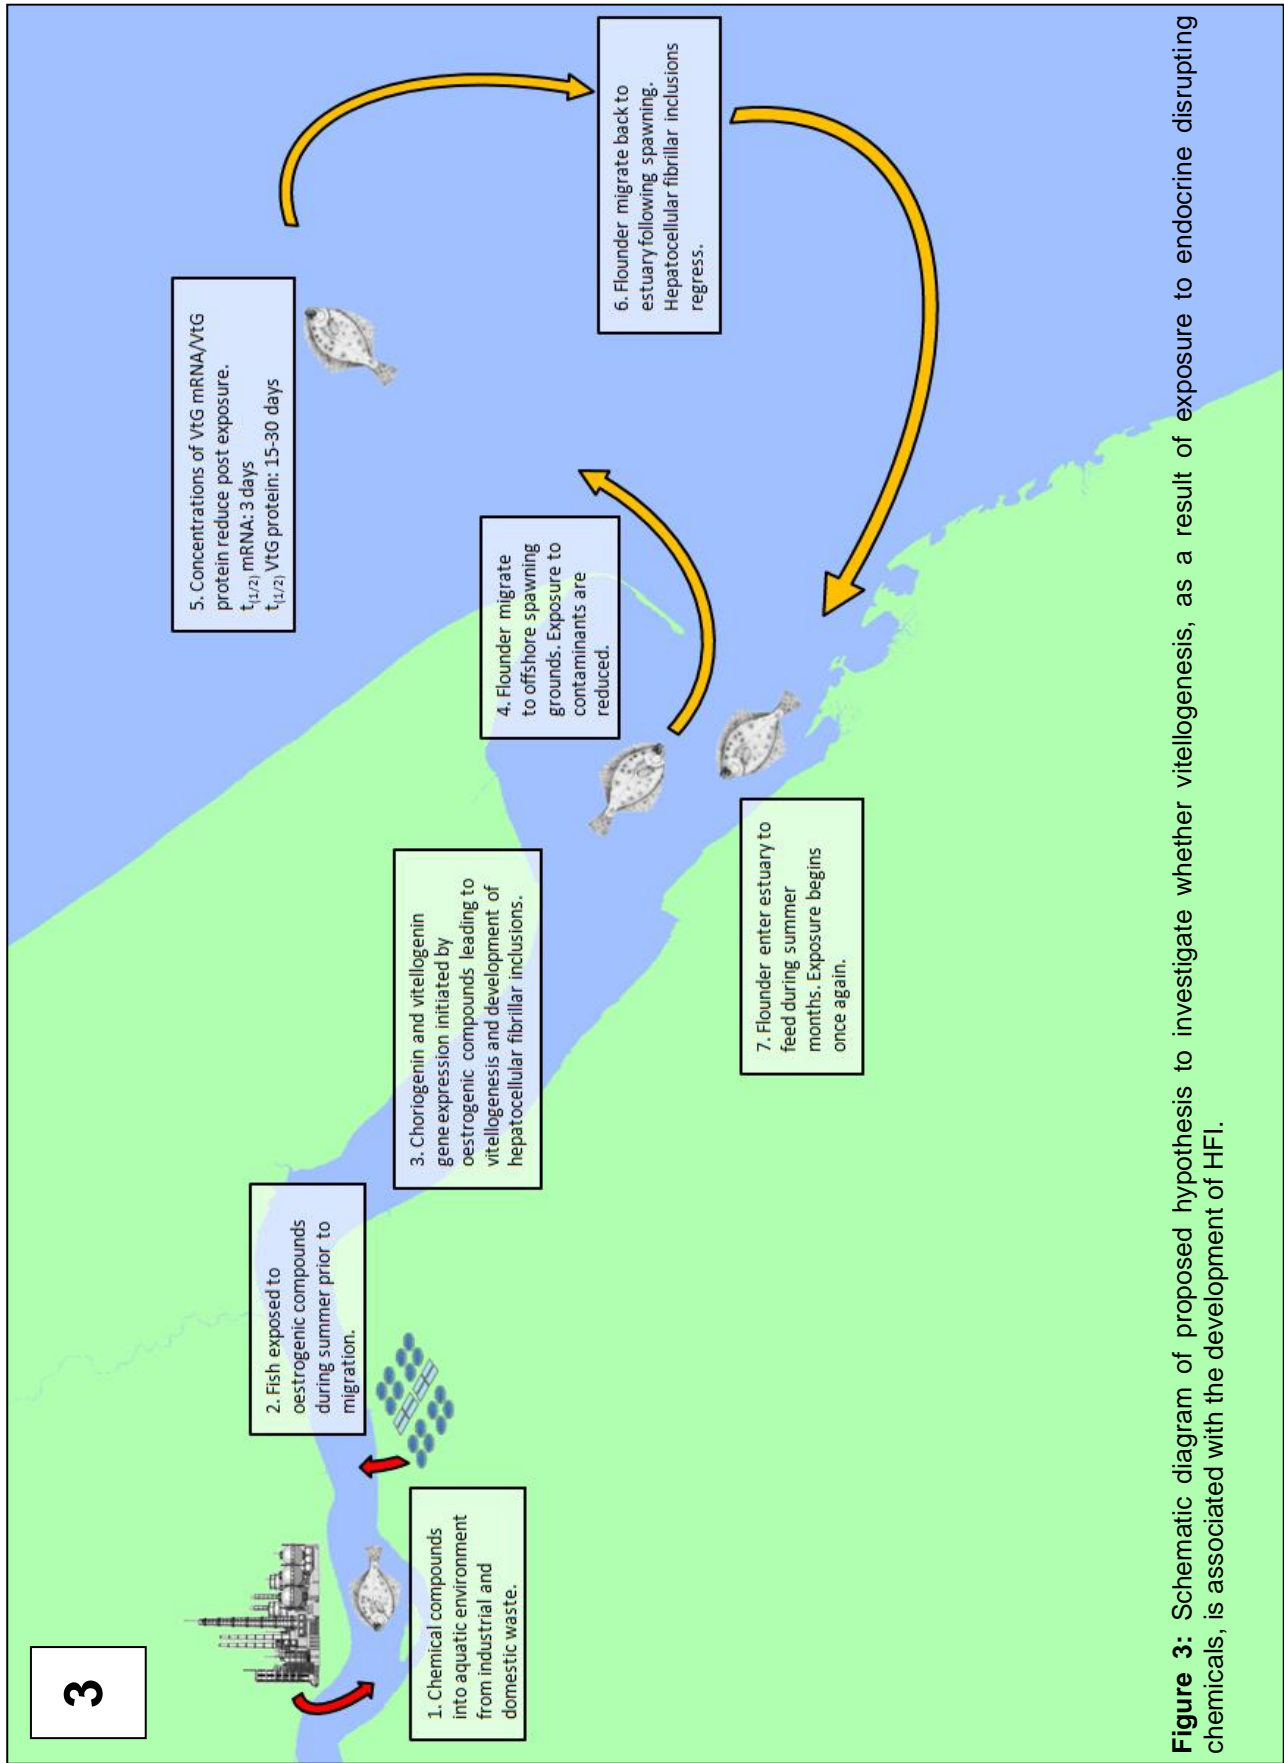 3
1. Chemical compounds
into aquatic environment
from industrial and
domestic waste.
2. Fish exposed to
oestrogenic compounds
during summer prior to
migration.
3. Choriogenin and vitellogenin
gene expression initiated by
oestrogenic compounds leading to
vitellogenesis and development of
hepatocellular fibrillar inclusions.
4. Flounder migrate
to offshore spawning
grounds. Exposure to
contaminants are
reduced.
5. Concentrations of VtG mRNA/VtG
protein reduce post exposure.
t(1/2) mRNA: 3 days
t(1/2) VtG protein: 15-30 days
6. Flounder migrate back to
estuary following spawning.
Hepatocellular fibrillar inclusions
regress.
7. Flounder enter estuary to
feed during summer
months. Exposure begins
once again.
Figure 3: Schematic diagram of proposed hypothesis to investigate whether vitellogenesis, as a result of exposure to endocrine disrupting
chemicals, is associated with the development of HFI.